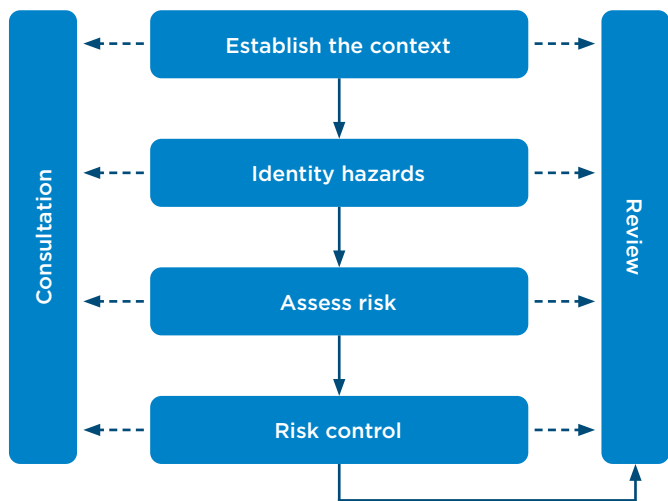 Establish the context
Identity hazards
Assess risk
Risk control
Consultation
Review